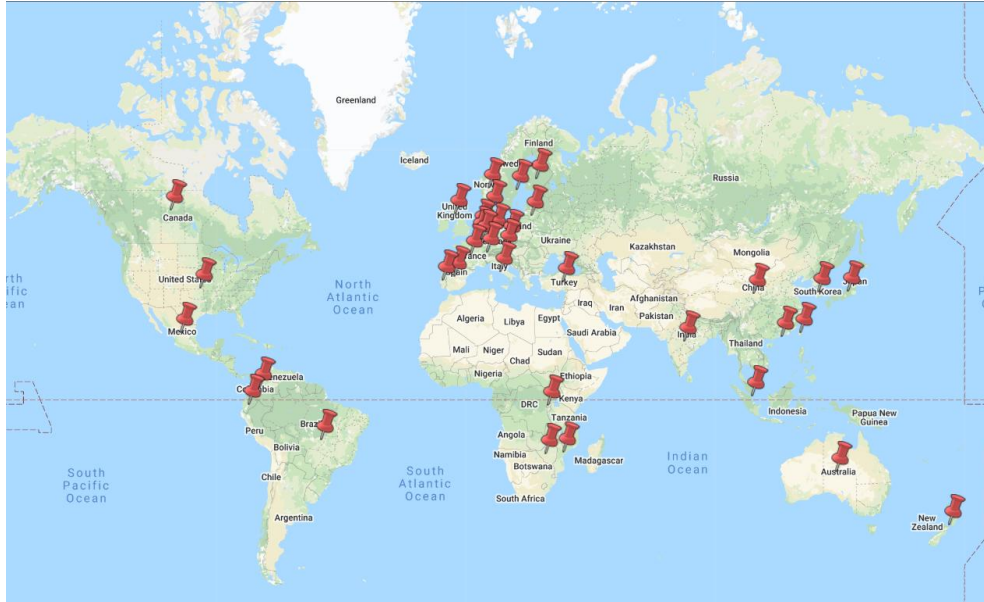 Greenland
Iceland
Finland
Russia
Canada
United
Kingdom
Ukraine
Kazakhstan
Mongolia
Italy
Turkey
China
South Korea
North
Atlantic
Ocean
Iraq
Iran
Afghanistan
Pakistan
Algeria
Libya
Egypt
Saudi Arabia
India
Mexico
Mali
Niger
Chad
Sudan
Thailand
Nigeria
Ethiopia
DRC
Kenya
Tanzania
Indonesia
Papua New
Guinea
Peru
Bolivia
Angola
Namibia
Botswana
Madagascar
Indian
Ocean
South
Pacific
Ocean
South
Atlantic
Ocean
Chile
Australia
South Africa
Argentina
New
Zealand